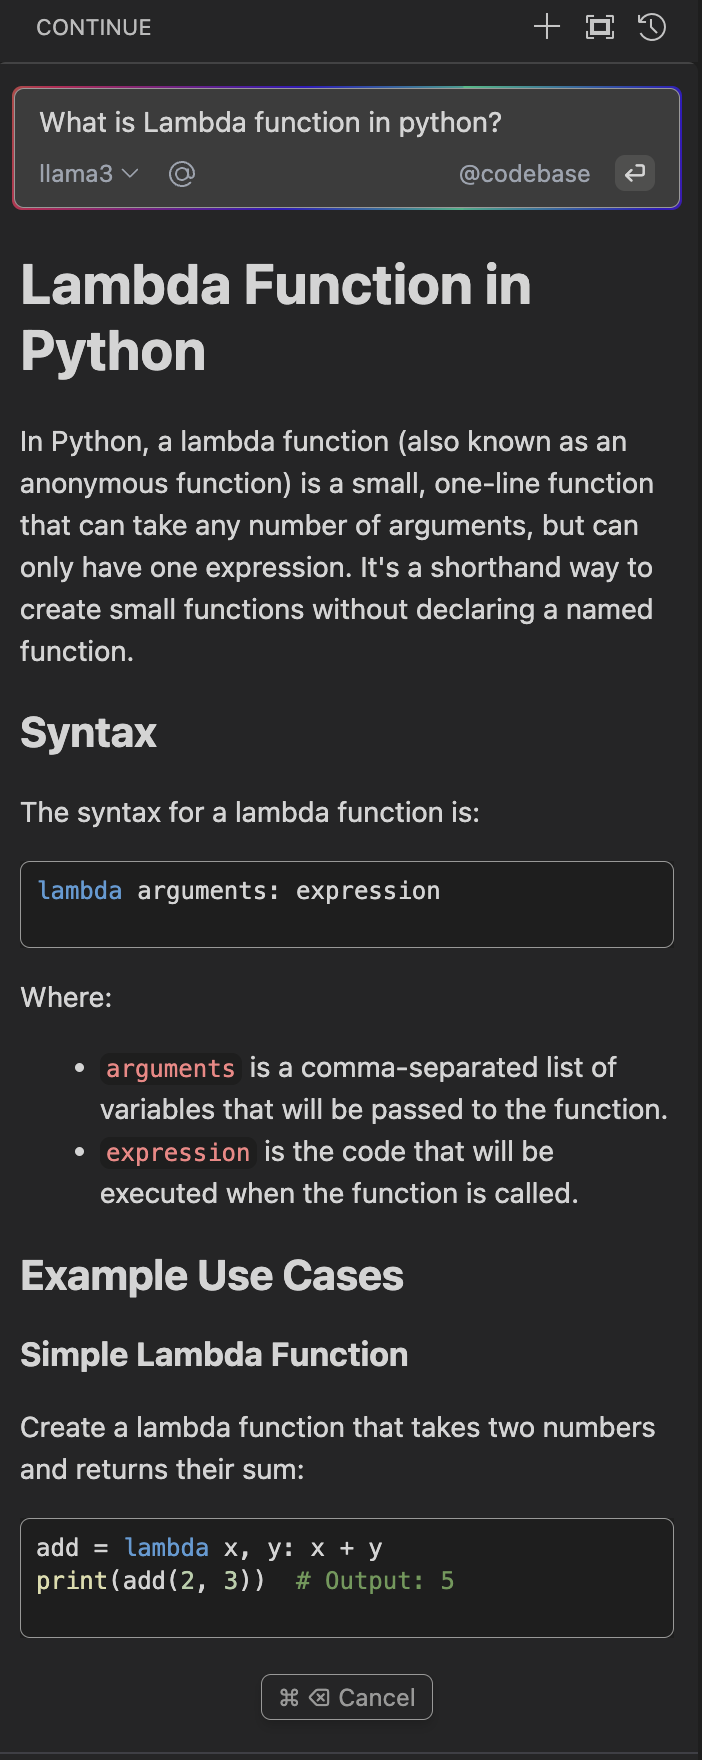 CONTINUE
What is Lambda function in python?
llama3 @codebase
Lambda Function in
Python
In Python, a lambda function (also known as an
anonymous function) is a small, one-line function
that can take any number of arguments, but can
only have one expression. It's a shorthand way to
create small functions without declaring a named
function.
Syntax
The syntax for a lambda function is:
lambda arguments: expression
Where:
• arguments is a comma-separated list of
variables that will be passed to the function.
• expression is the code that will be
executed when the function is called.
Example Use Cases
Simple Lambda Function
Create a lambda function that takes two numbers
and returns their sum:
add = lambda x, y: x + y
print(add(2, 3))  # Output: 5
⌘ ⌫ Cancel